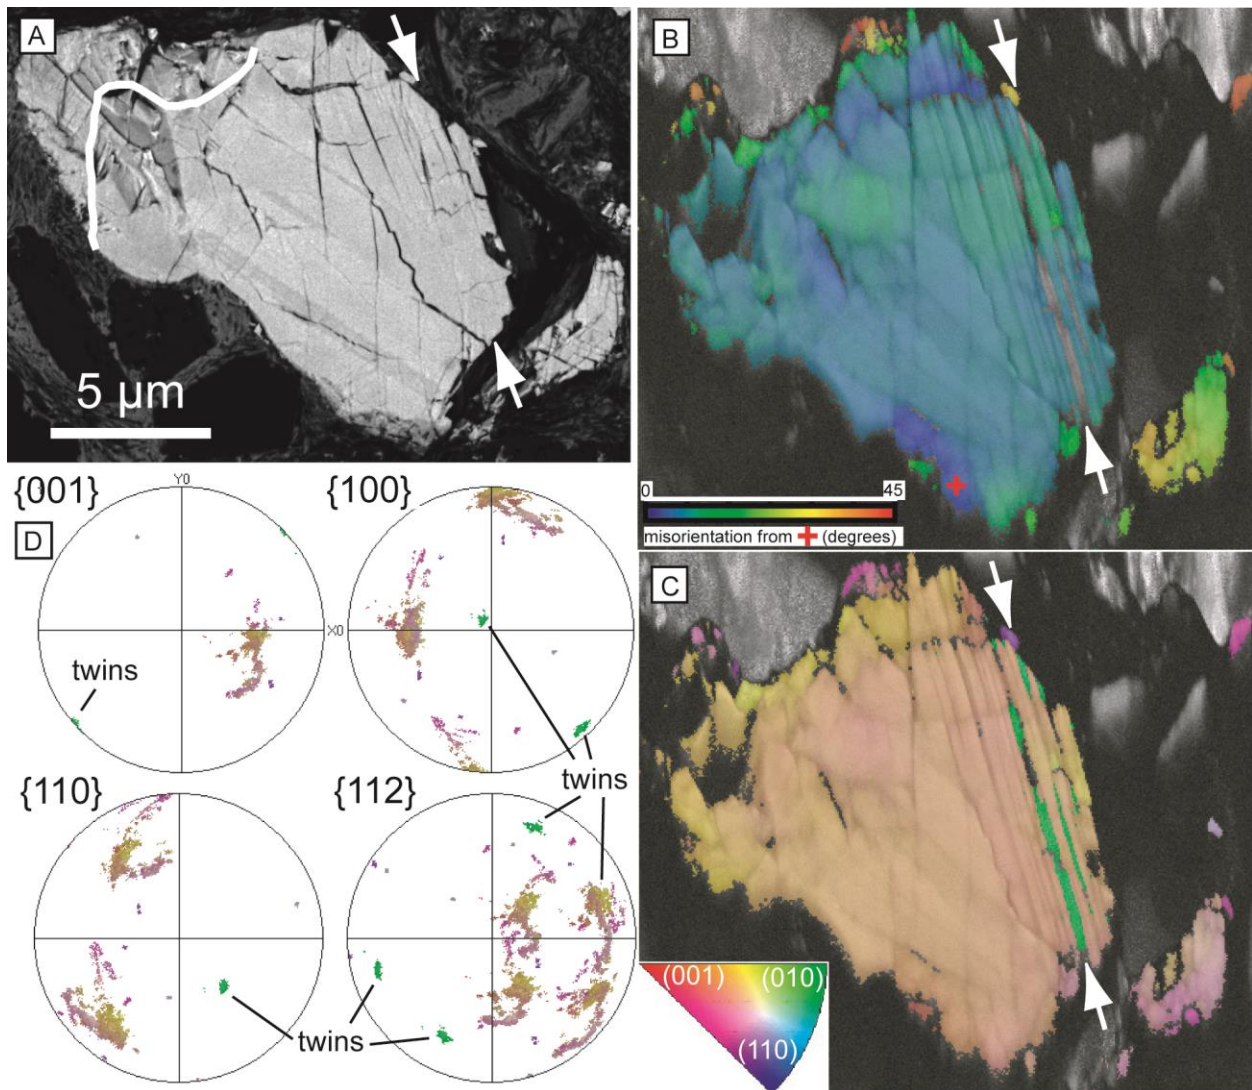 A
5 µm
B
0 45
misorientation from + (degrees)
C
(001) (010)
(110)
D
{001}
Y0
X0
twins
{100}
twins
{110}
twins
{112}